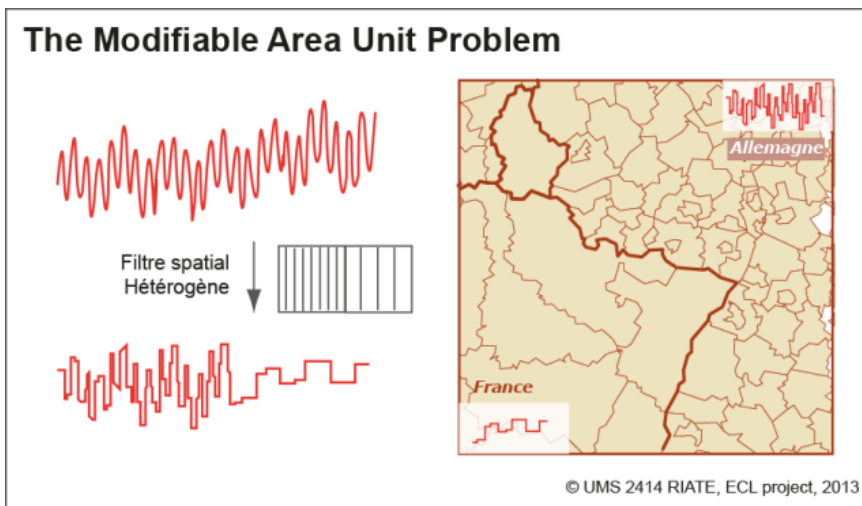 The Modifiable Area Unit Problem
Filtre spatial
Hétérogène
Allemagne
France
© UMS 2414 RIATE, ECL project, 2013